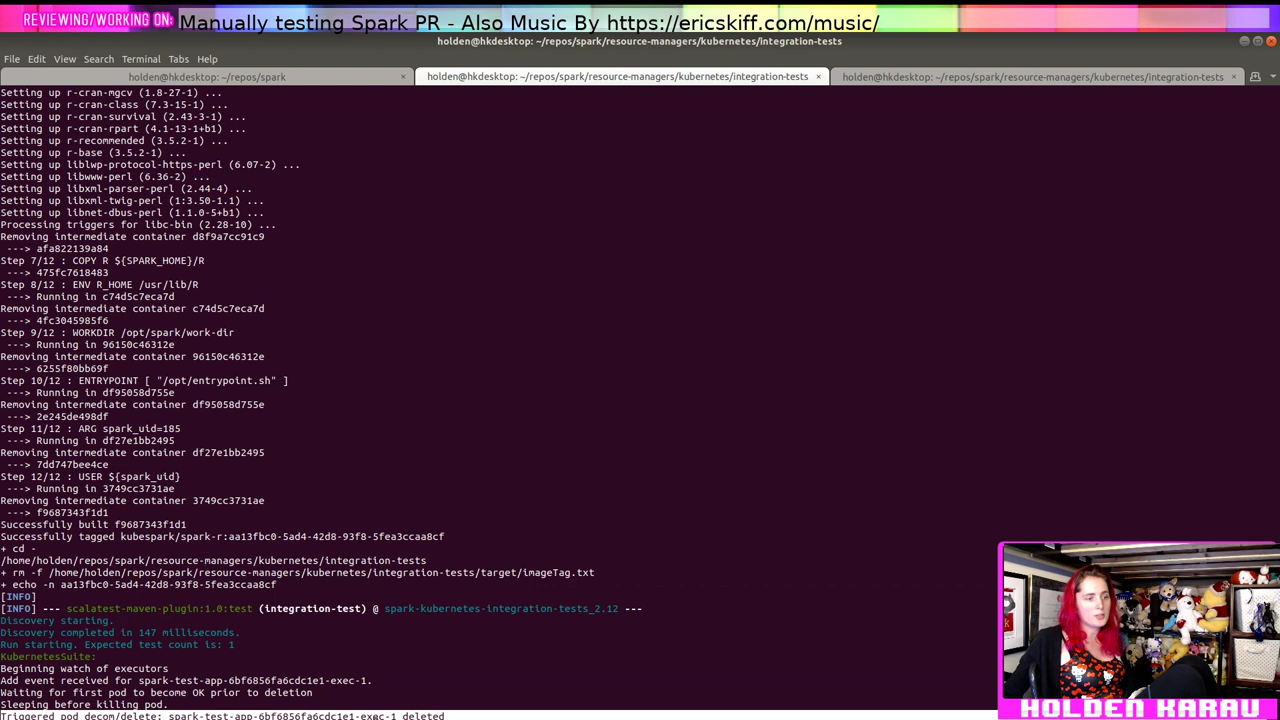 REVIEWING/WORKING ON: Manually testing Spark PR - Also Music By https://ericskiff.com/music/
holden@hkdesktop: ~/repos/spark/resource-managers/kubernetes/integration-tests
File Edit View Search Terminal Tabs Help
holden@hkdesktop: ~/repos/spark × holden@hkdesktop: ~/repos/spark/resource-managers/kubernetes/integration-tests × holden@hkdesktop: ~/repos/spark/resource-managers/kubernetes/integration-tests ×
Setting up r-cran-mgcv (1.8-27-1) ...
Setting up r-cran-class (7.3-15-1) ...
Setting up r-cran-survival (2.43-3-1) ...
Setting up r-cran-rpart (4.1-13-1+b1) ...
Setting up r-recommended (3.5.2-1) ...
Setting up r-base (3.5.2-1) ...
Setting up liblwp-protocol-https-perl (6.07-2) ...
Setting up libwww-perl (6.36-2) ...
Setting up libxml-parser-perl (2.44-4) ...
Setting up libxml-twig-perl (1:3.50-1.1) ...
Setting up libnet-dbus-perl (1.1.0-5+b1) ...
Processing triggers for libc-bin (2.28-10) ...
Removing intermediate container d8f9a7cc91c9
---> afa822139a84
Step 7/12 : COPY R ${SPARK_HOME}/R
---> 475fc7618483
Step 8/12 : ENV R_HOME /usr/lib/R
---> Running in c74d5c7eca7d
Removing intermediate container c74d5c7eca7d
---> 4fc3045985f6
Step 9/12 : WORKDIR /opt/spark/work-dir
---> Running in 96150c46312e
Removing intermediate container 96150c46312e
---> 6255f80bb69f
Step 10/12 : ENTRYPOINT [ "/opt/entrypoint.sh" ]
---> Running in df95058d755e
Removing intermediate container df95058d755e
---> 2e245de498df
Step 11/12 : ARG spark_uid=185
---> Running in df27e1bb2495
Removing intermediate container df27e1bb2495
---> 7dd747bee4ce
Step 12/12 : USER ${spark_uid}
---> Running in 3749cc3731ae
Removing intermediate container 3749cc3731ae
---> f9687343f1d1
Successfully built f9687343f1d1
Successfully tagged kubespark/spark-r:aa13fbc0-5ad4-42d8-93f8-5fea3ccaa8cf
+ cd -
/home/holden/repos/spark/resource-managers/kubernetes/integration-tests
+ rm -f /home/holden/repos/spark/resource-managers/kubernetes/integration-tests/target/imageTag.txt
+ echo -n aa13fbc0-5ad4-42d8-93f8-5fea3ccaa8cf
[INFO]
[INFO] --- scalatest-maven-plugin:1.0:test (integration-test) @ spark-kubernetes-integration-tests_2.12 ---
Discovery starting.
Discovery completed in 147 milliseconds.
Run starting. Expected test count is: 1
KubernetesSuite:
Beginning watch of executors
Add event received for spark-test-app-6bf6856fa6cdc1e1-exec-1.
Waiting for first pod to become OK prior to deletion
Sleeping before killing pod.
Triggered pod decom/delete: spark-test-app-6bf6856fa6cdc1e1-exec-1 deleted
HOLDEN KARAU